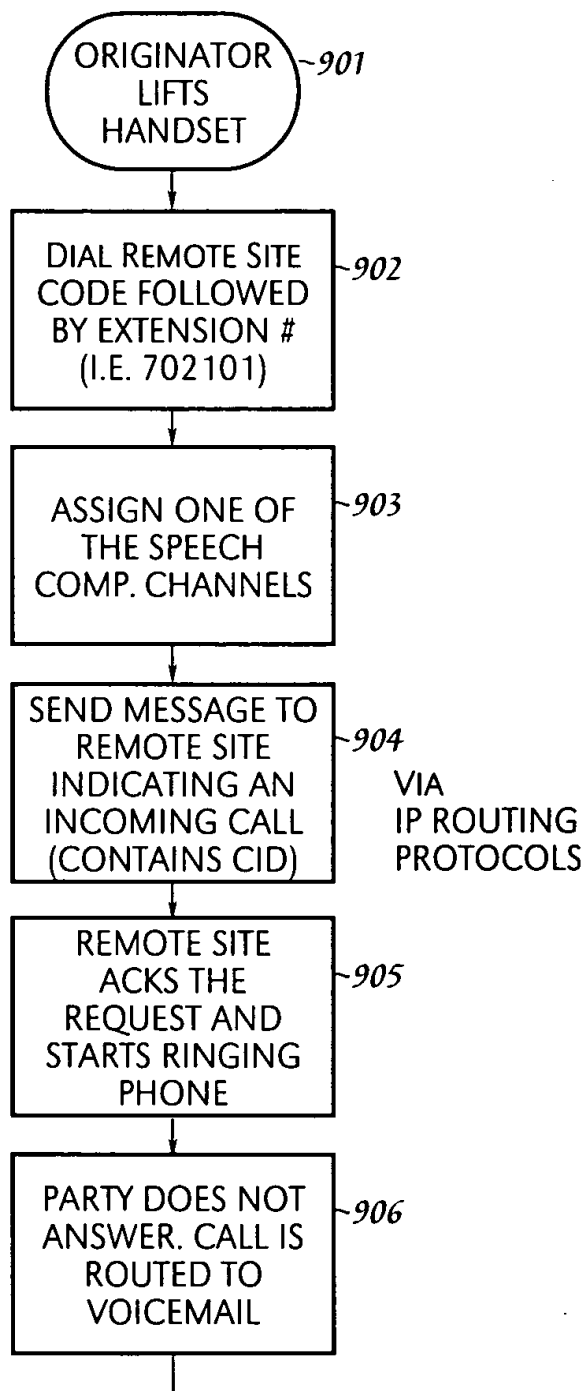 ORIGINATOR
LIFTS
HANDSET
901
DIAL REMOTE SITE
CODE FOLLOWED
BY EXTENSION #
(I.E. 702101)
902
ASSIGN ONE OF
THE SPEECH
COMP. CHANNELS
903
SEND MESSAGE TO
REMOTE SITE
INDICATING AN
INCOMING CALL
(CONTAINS CID)
904
VIA
IP ROUTING
PROTOCOLS
REMOTE SITE
ACKS THE
REQUEST AND
STARTS RINGING
PHONE
905
PARTY DOES NOT
ANSWER. CALL IS
ROUTED TO
VOICEMAIL
906